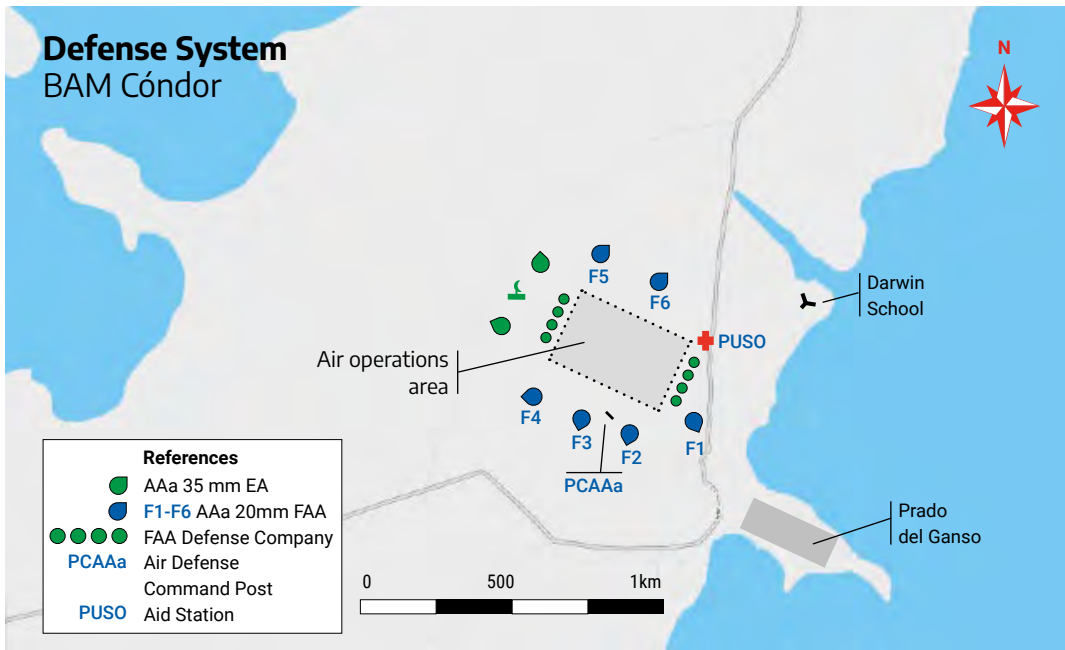 Defense System
BAM Cóndor
N
F5
F6
Darwin
School
PUSO
Air operations
area
F4
F3
F2
F1
PCAAa
References
AAa 35 mm EA
F1-F6 AAa 20mm FAA
FAA Defense Company
PCAAa Air Defense
Command Post
PUSO Aid Station
0 500 1km
Prado
del Ganso